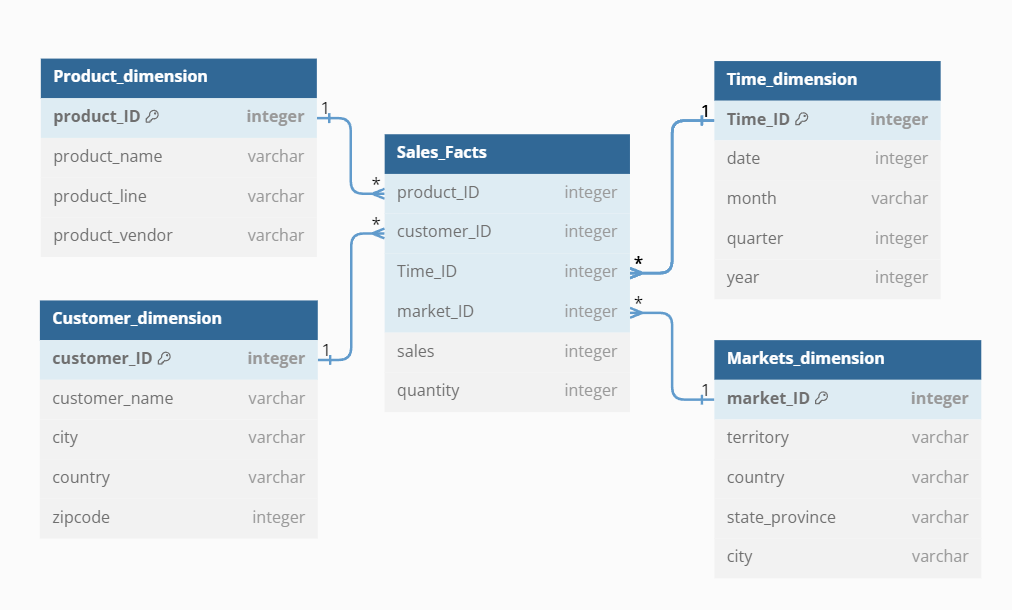 Product_dimension
product_ID integer
product_name varchar
product_line varchar
product_vendor varchar
1
*
Customer_dimension
customer_ID integer
customer_name varchar
city varchar
country varchar
zipcode integer
1
*
Sales_Facts
product_ID integer
customer_ID integer
Time_ID integer
market_ID integer
sales integer
quantity integer
*
1
Time_dimension
Time_ID integer
date integer
month varchar
quarter integer
year integer
*
1
Markets_dimension
market_ID integer
territory varchar
country varchar
state_province varchar
city varchar